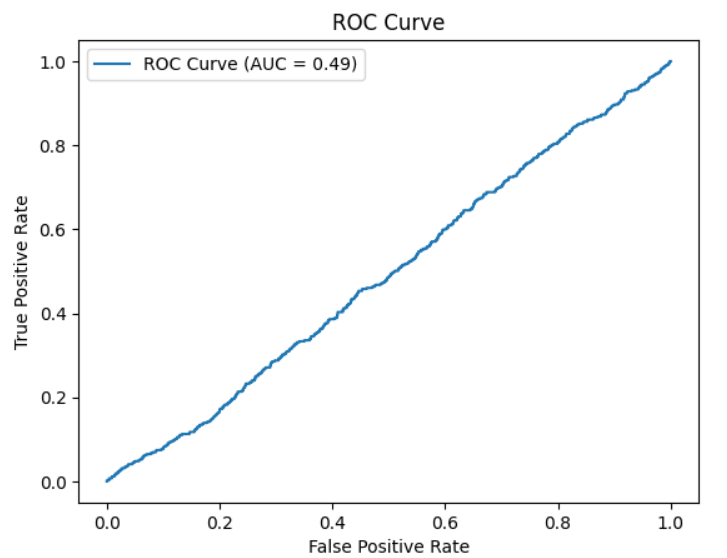 ROC Curve
ROC Curve (AUC = 0.49)
1.0
0.8
0.6
0.4
0.2
0.0
True Positive Rate
0.0 0.2 0.4 0.6 0.8 1.0
False Positive Rate